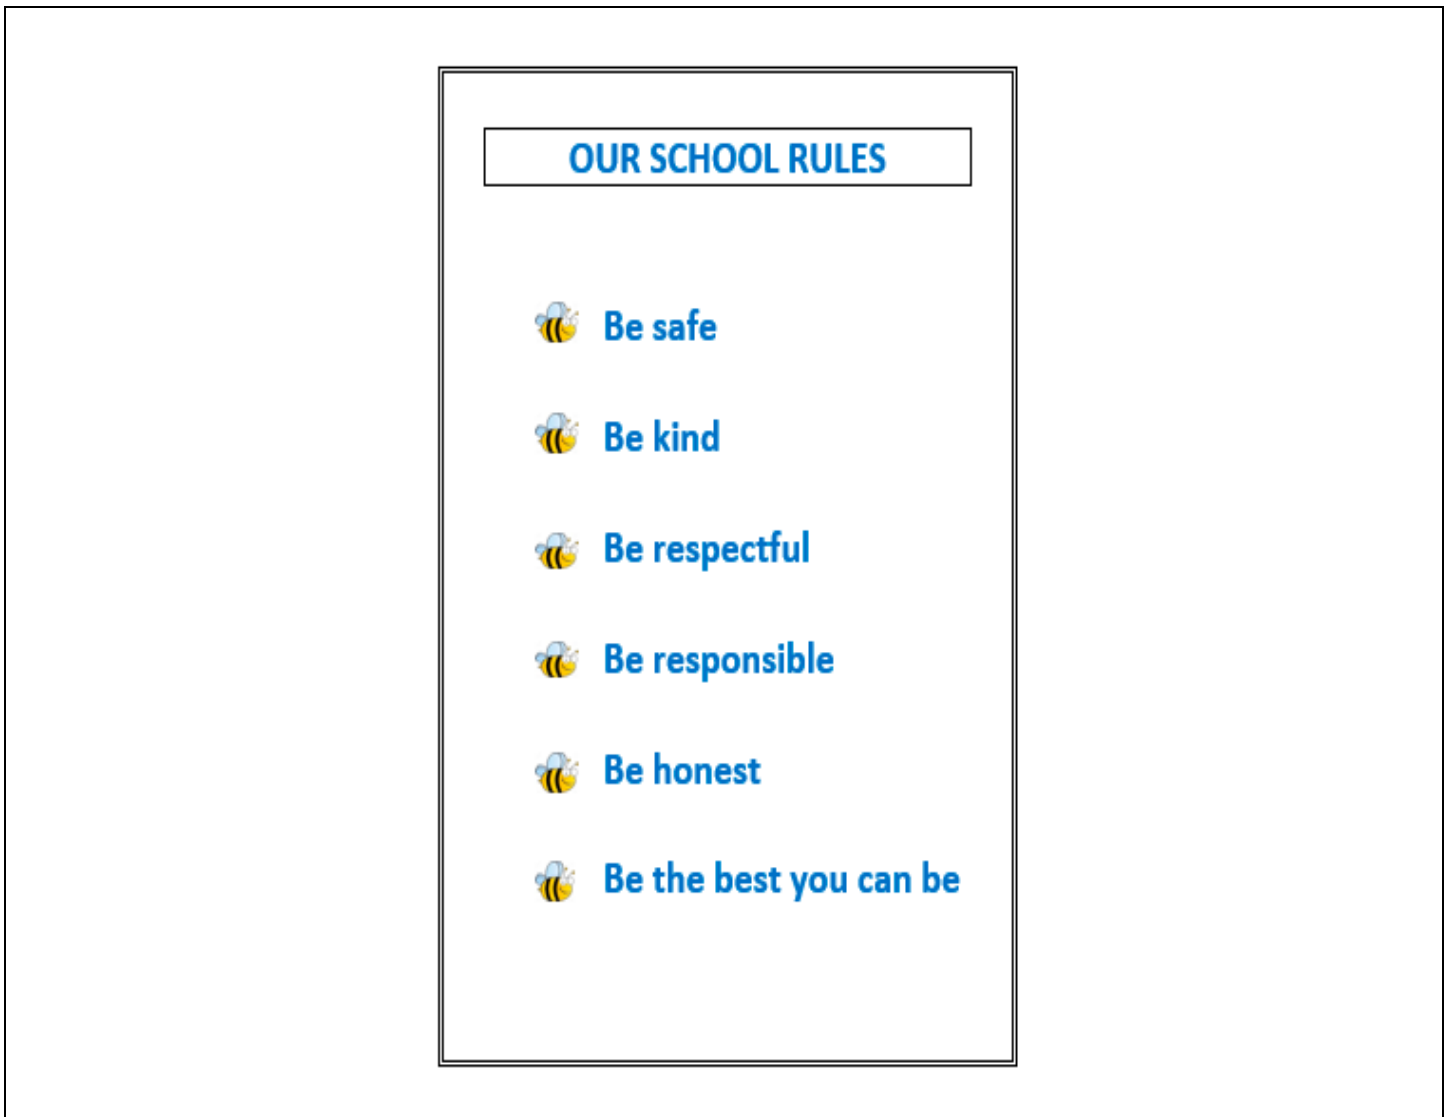 OUR SCHOOL RULES
Be safe
Be kind
Be respectful
Be responsible
Be honest
Be the best you can be